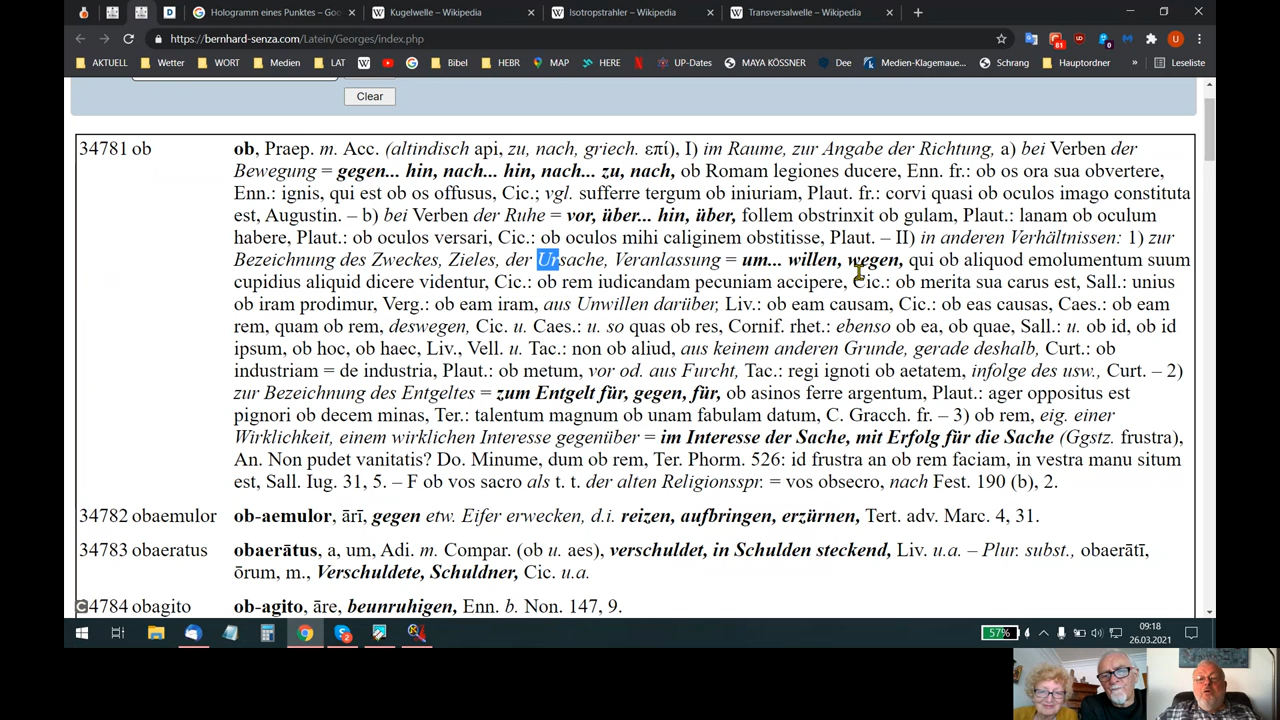 Hologramm eines Punktes – Goo
Kugelwelle – Wikipedia
Isotropstrahler – Wikipedia
Transversalwelle – Wikipedia
https://bernhard-senza.com/Latein/Georges/index.php
81
0
U
AKTUELL
Wetter
WORT
Medien
LAT
Bibel
HEBR
MAP
HERE
UP-Dates
MAYA KÖSSNER
Dee
Medien-Klagemaue...
Schrang
Hauptordner
»
Leseliste
Clear
34781 ob
ob, Praep. m. Acc. (altindisch api, zu, nach, griech. επί), I) im Raume, zur Angabe der Richtung, a) bei Verben der
Bewegung = gegen... hin, nach... hin, nach... zu, nach, ob Romam legiones ducere, Enn. fr.: ob os ora sua obvertere,
Enn.: ignis, qui est ob os offusus, Cic.; vgl. sufferre tergum ob iniuriam, Plaut. fr.: corvi quasi ob oculos imago constituta
est, Augustin. – b) bei Verben der Ruhe = vor, über... hin, über, follem obstrinxit ob gulam, Plaut.: lanam ob oculum
habere, Plaut.: ob oculos versari, Cic.: ob oculos mihi caliginem obstitisse, Plaut. – II) in anderen Verhältnissen: 1) zur
Bezeichnung des Zweckes, Zieles, der Ursache, Veranlassung = um... willen, wegen, qui ob aliquod emolumentum suum
cupidius aliquid dicere videntur, Cic.: ob rem iudicandam pecuniam accipere, Cic.: ob merita sua carus est, Sall.: unius
ob iram prodimur, Verg.: ob eam iram, aus Unwillen darüber, Liv.: ob eam causam, Cic.: ob eas causas, Caes.: ob eam
rem, quam ob rem, deswegen, Cic. u. Caes.: u. so quas ob res, Cornif. rhet.: ebenso ob ea, ob quae, Sall.: u. ob id, ob id
ipsum, ob hoc, ob haec, Liv., Vell. u. Tac.: non ob aliud, aus keinem anderen Grunde, gerade deshalb, Curt.: ob
industriam = de industria, Plaut.: ob metum, vor od. aus Furcht, Tac.: regi ignoti ob aetatem, infolge des usw., Curt. – 2)
zur Bezeichnung des Entgeltes = zum Entgelt für, gegen, für, ob asinos ferre argentum, Plaut.: ager oppositus est
pignori ob decem minas, Ter.: talentum magnum ob unam fabulam datum, C. Gracch. fr. – 3) ob rem, eig. einer
Wirklichkeit, einem wirklichen Interesse gegenüber = im Interesse der Sache, mit Erfolg für die Sache (Ggstz. frustra),
An. Non pudet vanitatis? Do. Minume, dum ob rem, Ter. Phorm. 526: id frustra an ob rem faciam, in vestra manu situm
est, Sall. Iug. 31, 5. – F ob vos sacro als t. t. der alten Religionsspr. = vos obsecro, nach Fest. 190 (b), 2.
34782 obaemulor
ob-aemulor, ārī, gegen etw. Eifer erwecken, d.i. reizen, aufbringen, erzürnen, Tert. adv. Marc. 4, 31.
34783 obaeratus
obaerātus, a, um, Adi. m. Compar. (ob u. aes), verschuldet, in Schulden steckend, Liv. u.a. – Plur. subst., obaerātī,
ōrum, m., Verschuldete, Schuldner, Cic. u.a.
34784 obagito
ob-agito, āre, beunruhigen, Enn. b. Non. 147, 9.
57%
09:18
26.03.2021